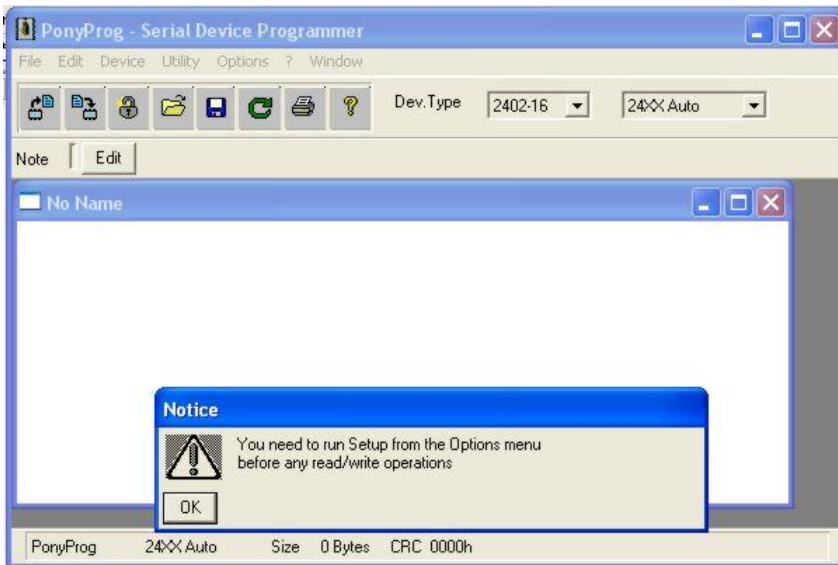 PonyProg - Serial Device Programmer
File Edit Device Utility Options ? Window
Dev.Type 2402-16 24XX Auto
Note Edit
No Name
Notice
You need to run Setup from the Options menu
before any read/write operations
OK
PonyProg 24XX Auto Size 0 Bytes CRC 0000h